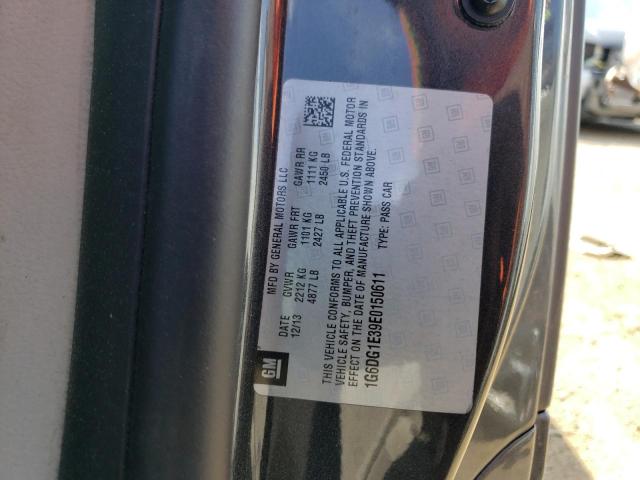 MFD BY GENERAL MOTORS LLC
DATE GVWR GAWR FRT GAWR RR
12/13 2212 KG 1101 KG 1111 KG
4877 LB 2427 LB 2450 LB
THIS VEHICLE CONFORMS TO ALL APPLICABLE U.S. FEDERAL MOTOR
VEHICLE SAFETY, BUMPER, AND THEFT PREVENTION STANDARDS IN
EFFECT ON THE DATE OF MANUFACTURE SHOWN ABOVE.
1G6DG1E39E0150611 TYPE: PASS CAR
GM